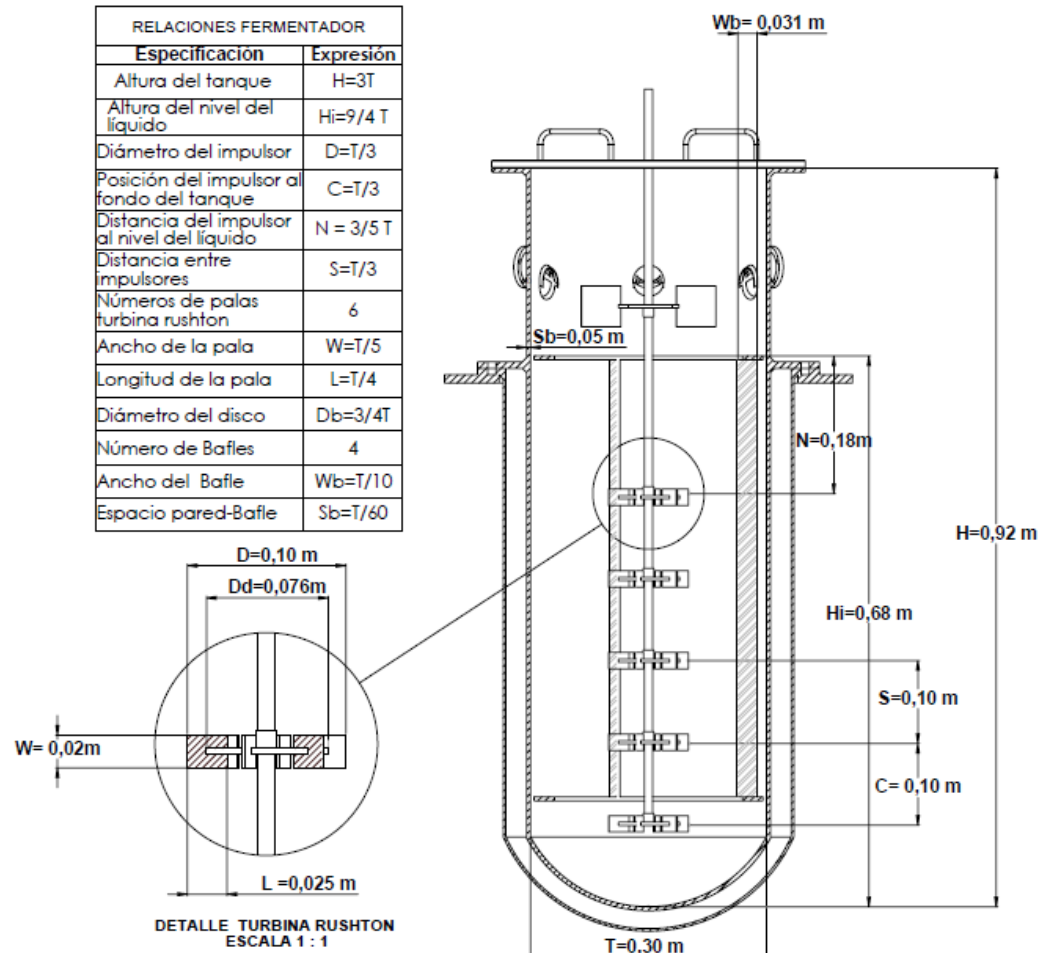 RELACIONES FERMENTADOR
Especificación Expresión
Altura del tanque H=3T
Altura del nivel del
líquido Hi=9/4 T
Diámetro del impulsor D=T/3
Posición del impulsor al
fondo del tanque C=T/3
Distancia del impulsor
al nivel del líquido N = 3/5 T
Distancia entre
impulsores S=T/3
Números de palas
turbina rushton 6
Ancho de la pala W=T/5
Longitud de la pala L=T/4
Diámetro del disco Db=3/4T
Número de Bafles 4
Ancho del Bafle Wb=T/10
Espacio pared-Bafle Sb=T/60
Wb= 0,031 m
Sb=0,05 m
N=0,18m
H=0,92 m
Hi=0,68 m
S=0,10 m
C= 0,10 m
T=0.30 m
D=0,10 m
Dd=0,076m
W= 0,02m
L =0,025 m
DETALLE TURBINA RUSHTON
ESCALA 1 : 1